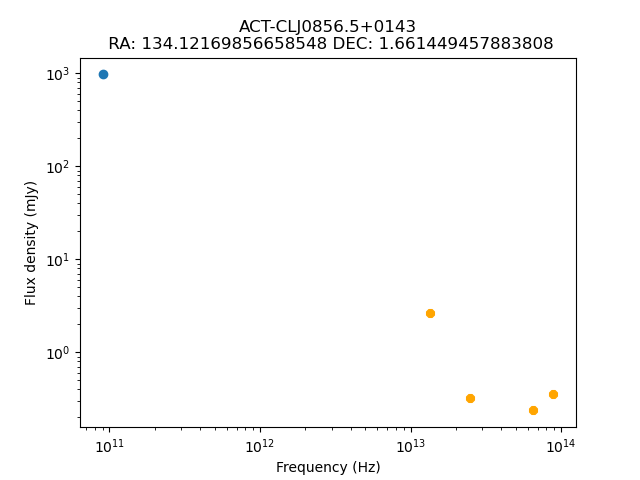 ACT-CLJ0856.5+0143
RA: 134.12169856658548 DEC: 1.661449457883808
Flux density (mJy)
10³
10²
10¹
10⁰
10¹¹
10¹²
10¹³
10¹⁴
Frequency (Hz)